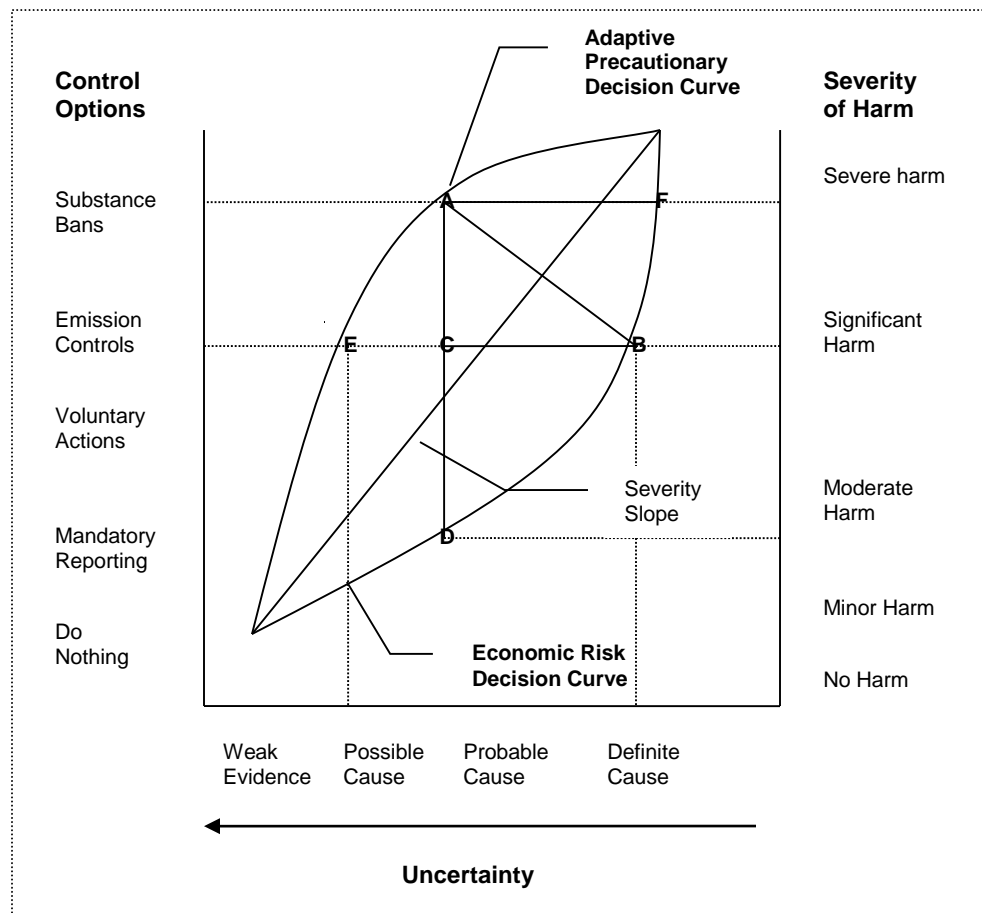 Adaptive
Precautionary
Decision Curve
Control
Options
Severity
of Harm
Severe harm
Substance
Bans
A
F
Emission
Controls
Significant
Harm
E
C
B
Voluntary
Actions
Severity
Slope
Moderate
Harm
Mandatory
Reporting
D
Minor Harm
Do
Nothing
Economic Risk
Decision Curve
No Harm
Weak
Evidence
Possible
Cause
Probable
Cause
Definite
Cause
Uncertainty